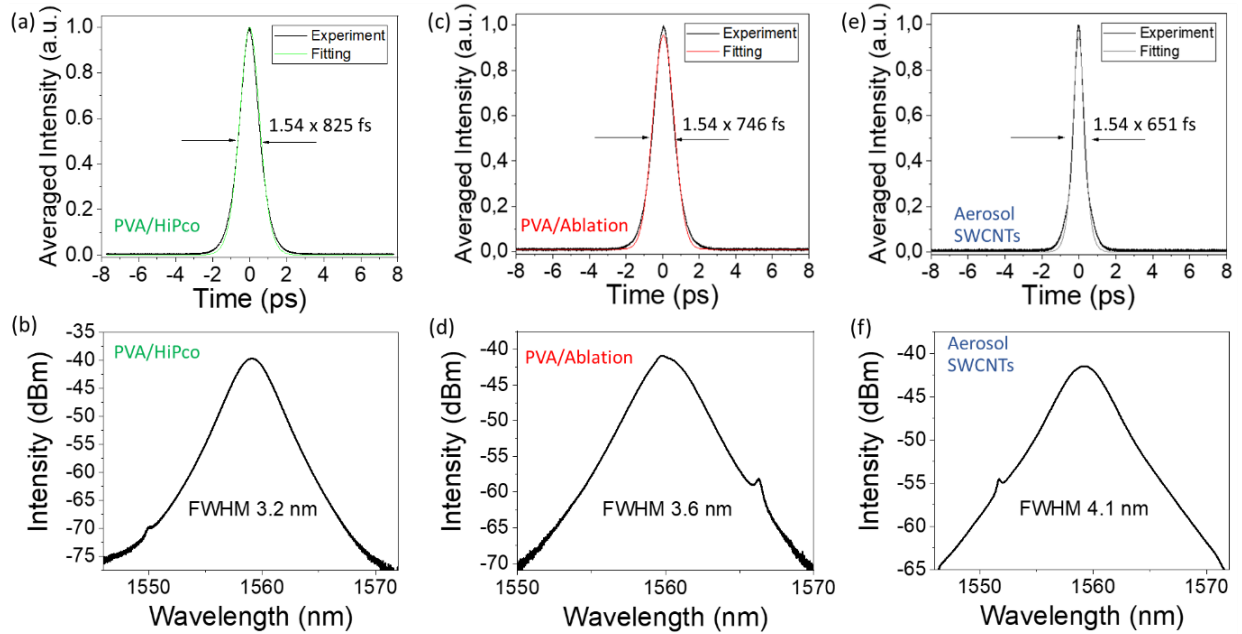 (a)
Averaged Intensity (a.u.)
1,0
0.8
0.6
0.4
0.2
0.0
Experiment
Fitting
1.54 x 825 fs
PVA/HiPco
-8 -6 -4 -2 0 2 4 6 8
Time (ps)
(c)
Averaged Intensity (a.u.)
1,0
0.8
0.6
0.4
0.2
0.0
Experiment
Fitting
1.54 x 746 fs
PVA/Ablation
-8 -6 -4 -2 0 2 4 6 8
Time (ps)
(e)
Averaged Intensity (a.u.)
1,0
0,8
0,6
0,4
0,2
0,0
Experiment
Fitting
1.54 x 651 fs
Aerosol
SWCNTs
-8 -6 -4 -2 0 2 4 6 8
Time (ps)
(b)
Intensity (dBm)
-35
-40
-45
-50
-55
-60
-65
-70
-75
PVA/HiPco
FWHM 3.2 nm
1550 1560 1570
Wavelength (nm)
(d)
Intensity (dBm)
-40
-45
-50
-55
-60
-65
-70
PVA/Ablation
FWHM 3.6 nm
1550 1560 1570
Wavelength (nm)
(f)
Intensity (dBm)
-40
-45
-50
-55
-60
-65
Aerosol
SWCNTs
FWHM 4.1 nm
1550 1560 1570
Wavelength (nm)